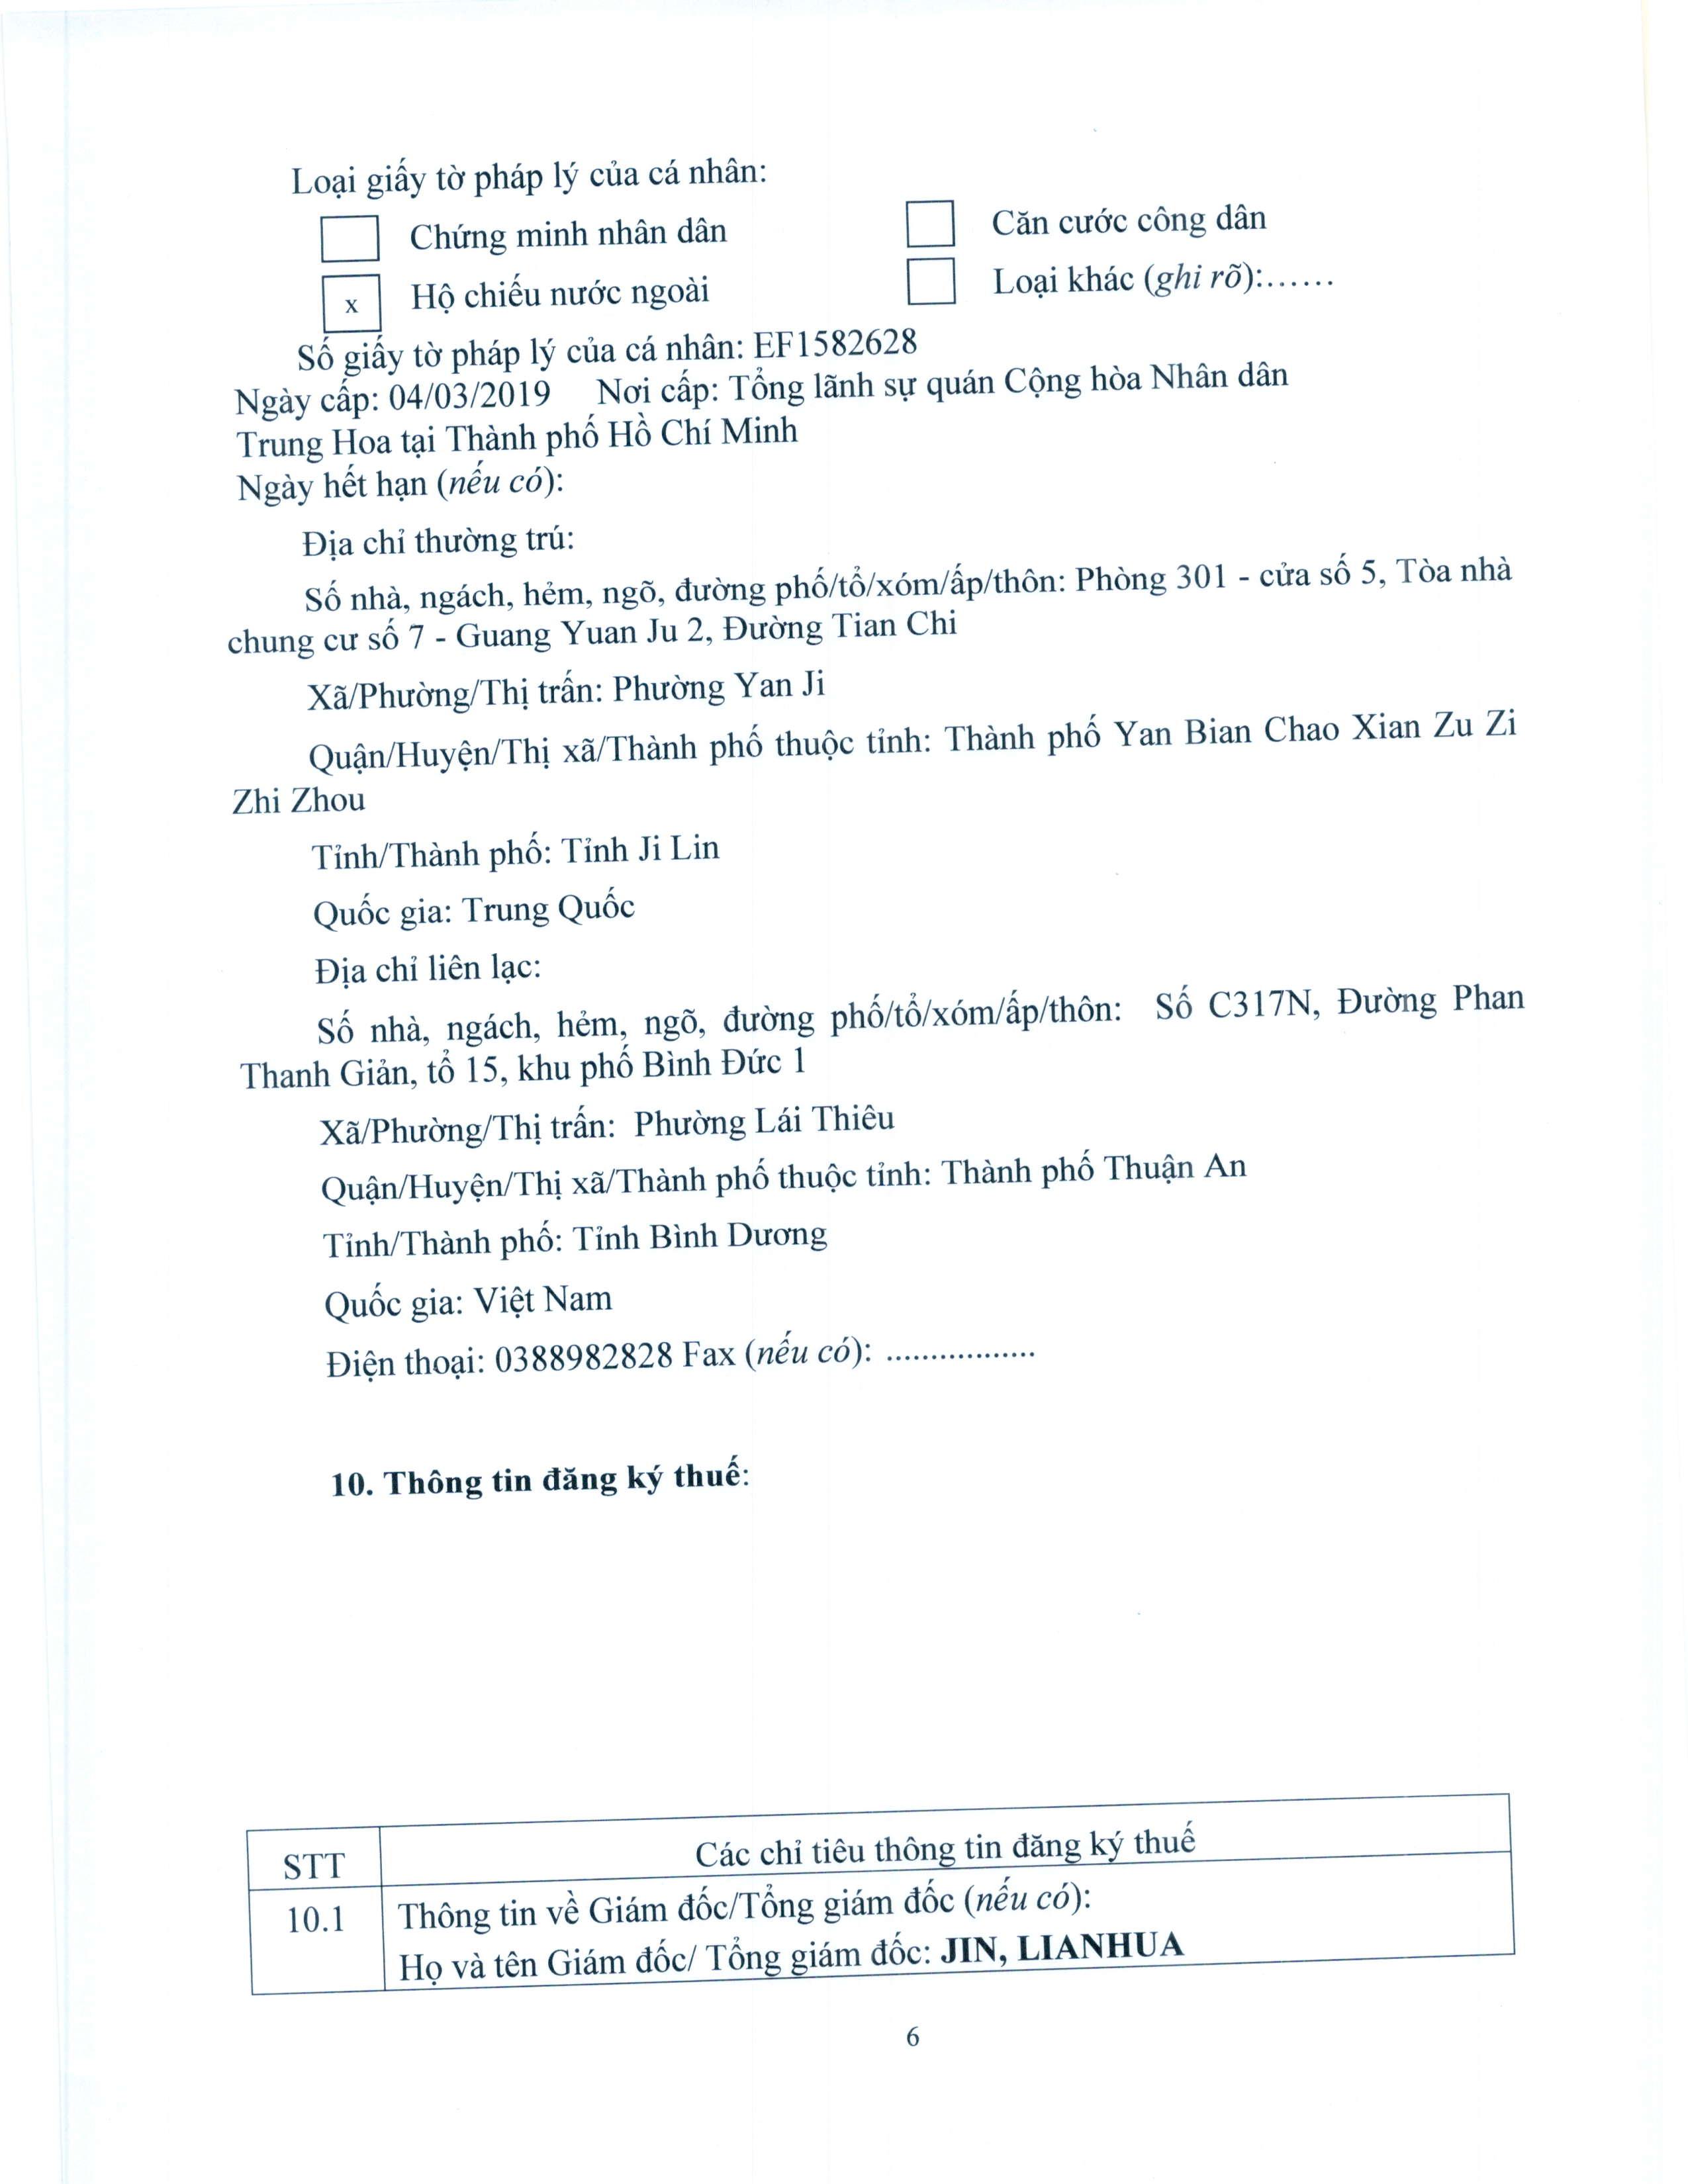 Loại giấy tờ pháp lý của cá nhân:
Chứng minh nhân dân
Căn cước công dân
x Hộ chiếu nước ngoài
Loại khác (ghi rõ):......
Số giấy tờ pháp lý của cá nhân: EF1582628
Ngày cấp: 04/03/2019 Nơi cấp: Tổng lãnh sự quán Cộng hòa Nhân dân
Trung Hoa tại Thành phố Hồ Chí Minh
Ngày hết hạn (nếu có):
Địa chỉ thường trú:
Số nhà, ngách, hẻm, ngõ, đường phố/tổ/xóm/ấp/thôn: Phòng 301 - cửa số 5, Tòa nhà
chung cư số 7 - Guang Yuan Ju 2, Đường Tian Chi
Xã/Phường/Thị trấn: Phường Yan Ji
Quận/Huyện/Thị xã/Thành phố thuộc tỉnh: Thành phố Yan Bian Chao Xian Zu Zi
Zhi Zhou
Tỉnh/Thành phố: Tỉnh Ji Lin
Quốc gia: Trung Quốc
Địa chỉ liên lạc:
Số nhà, ngách, hẻm, ngõ, đường phố/tổ/xóm/ấp/thôn: Số C317N, Đường Phan
Thanh Giản, tổ 15, khu phố Bình Đức 1
Xã/Phường/Thị trấn: Phường Lái Thiêu
Quận/Huyện/Thị xã/Thành phố thuộc tỉnh: Thành phố Thuận An
Tỉnh/Thành phố: Tỉnh Bình Dương
Quốc gia: Việt Nam
Điện thoại: 0388982828 Fax (nếu có): .................
10. Thông tin đăng ký thuế:
STT Các chỉ tiêu thông tin đăng ký thuế
10.1 Thông tin về Giám đốc/Tổng giám đốc (nếu có):
Họ và tên Giám đốc/ Tổng giám đốc: JIN, LIANHUA
6